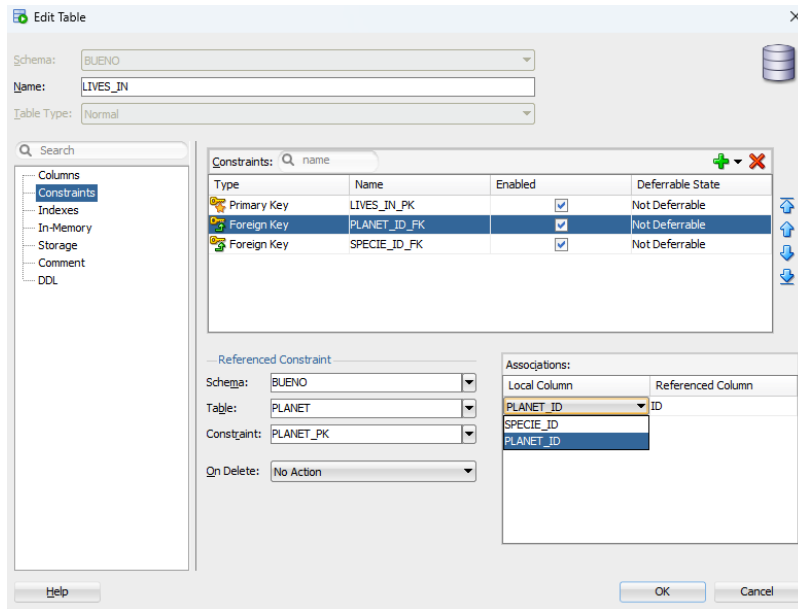 Edit Table
Schema: BUENO
Name: LIVES_IN
Table Type: Normal
Search
Columns
Constraints
Indexes
In-Memory
Storage
Comment
DDL
Constraints: name
Type Name Enabled Deferrable State
Primary Key LIVES_IN_PK Not Deferrable
Foreign Key PLANET_ID_FK Not Deferrable
Foreign Key SPECIE_ID_FK Not Deferrable
Referenced Constraint
Schema: BUENO
Table: PLANET
Constraint: PLANET_PK
On Delete: No Action
Associations:
Local Column Referenced Column
PLANET_ID ID
SPECIE_ID
PLANET_ID
Help OK Cancel